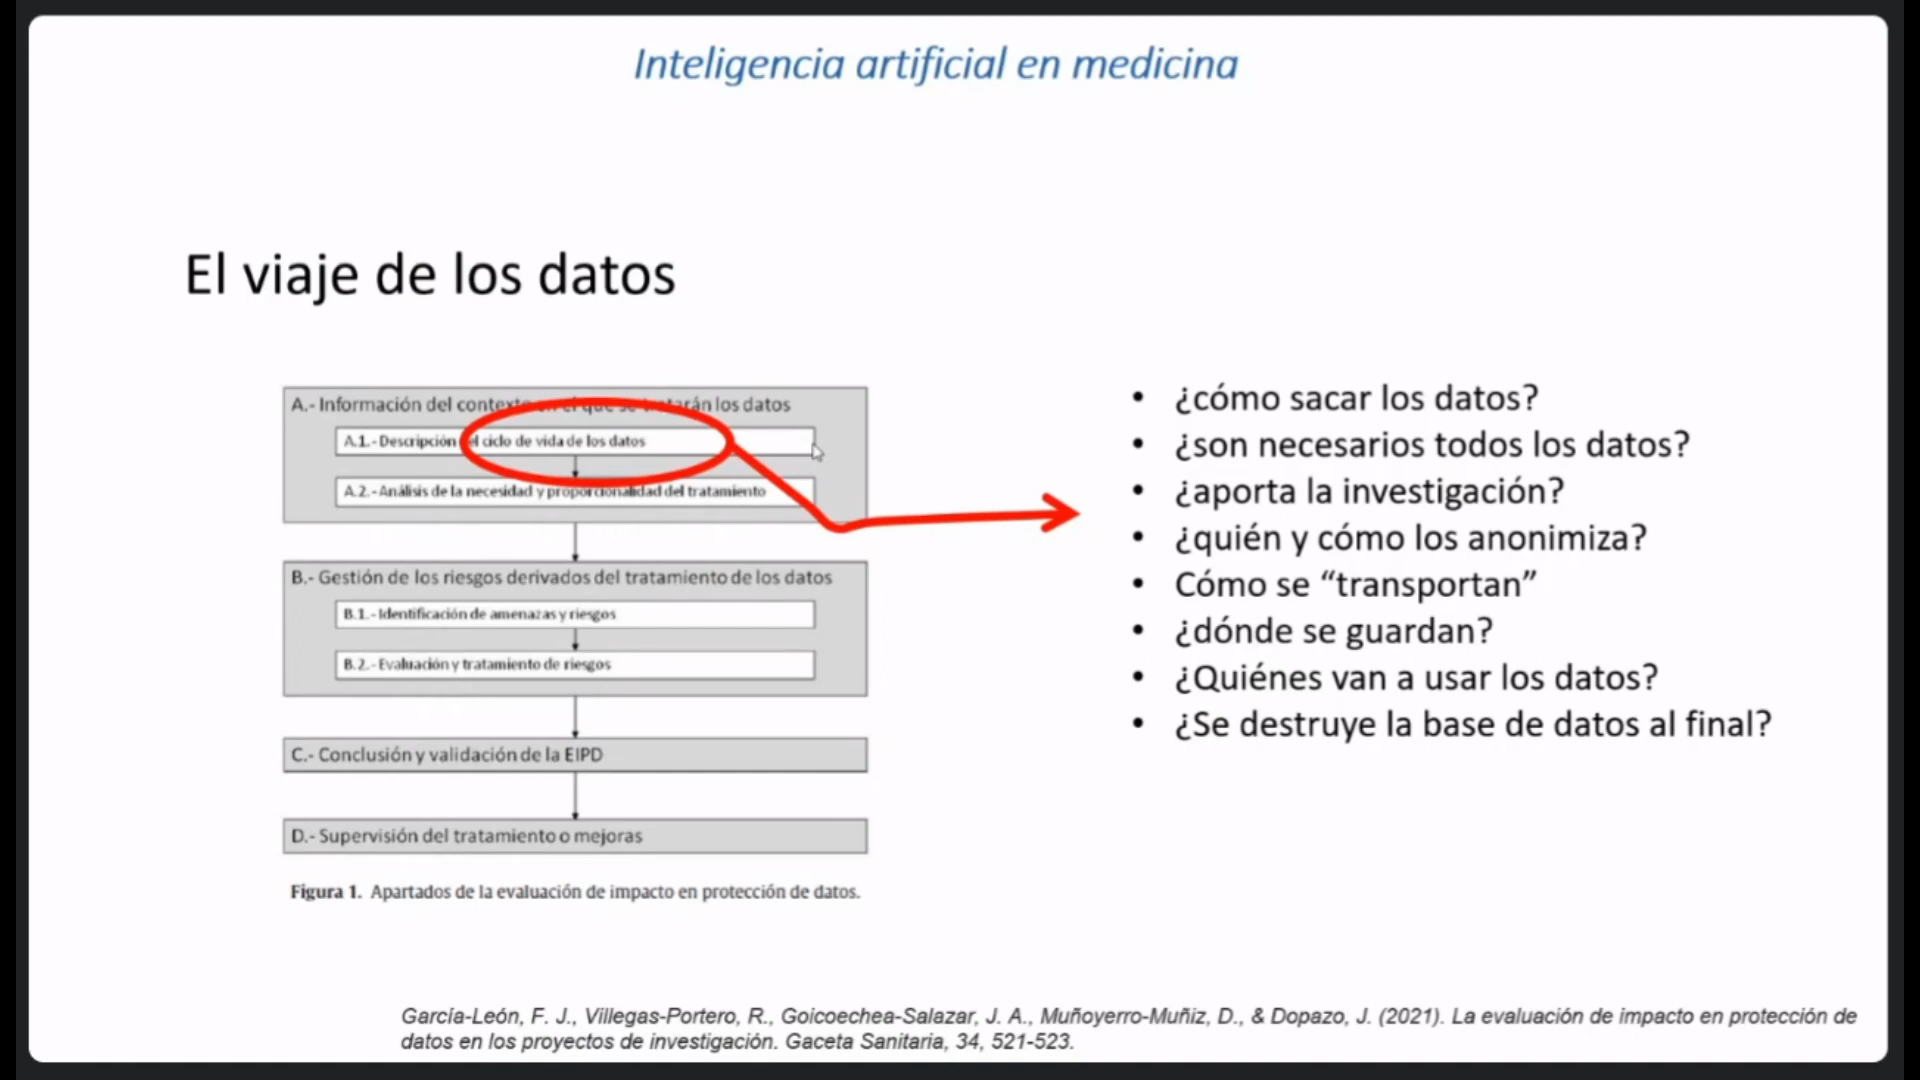 Inteligencia artificial en medicina
El viaje de los datos
A.- Información del contexto en el que se tratarán los datos
A.1.- Descripción del ciclo de vida de los datos
A.2.- Análisis de la necesidad y proporcionalidad del tratamiento
B.- Gestión de los riesgos derivados del tratamiento de los datos
B.1.- Identificación de amenazas y riesgos
B.2.- Evaluación y tratamiento de riesgos
C.- Conclusión y validación de la EIPD
D.- Supervisión del tratamiento o mejoras
Figura 1. Apartados de la evaluación de impacto en protección de datos.
• ¿cómo sacar los datos?
• ¿son necesarios todos los datos?
• ¿aporta la investigación?
• ¿quién y cómo los anonimiza?
• Cómo se “transportan”
• ¿dónde se guardan?
• ¿Quiénes van a usar los datos?
• ¿Se destruye la base de datos al final?
García-León, F. J., Villegas-Portero, R., Goicoechea-Salazar, J. A., Muñoyerro-Muñiz, D., & Dopazo, J. (2021). La evaluación de impacto en protección de
datos en los proyectos de investigación. Gaceta Sanitaria, 34, 521-523.